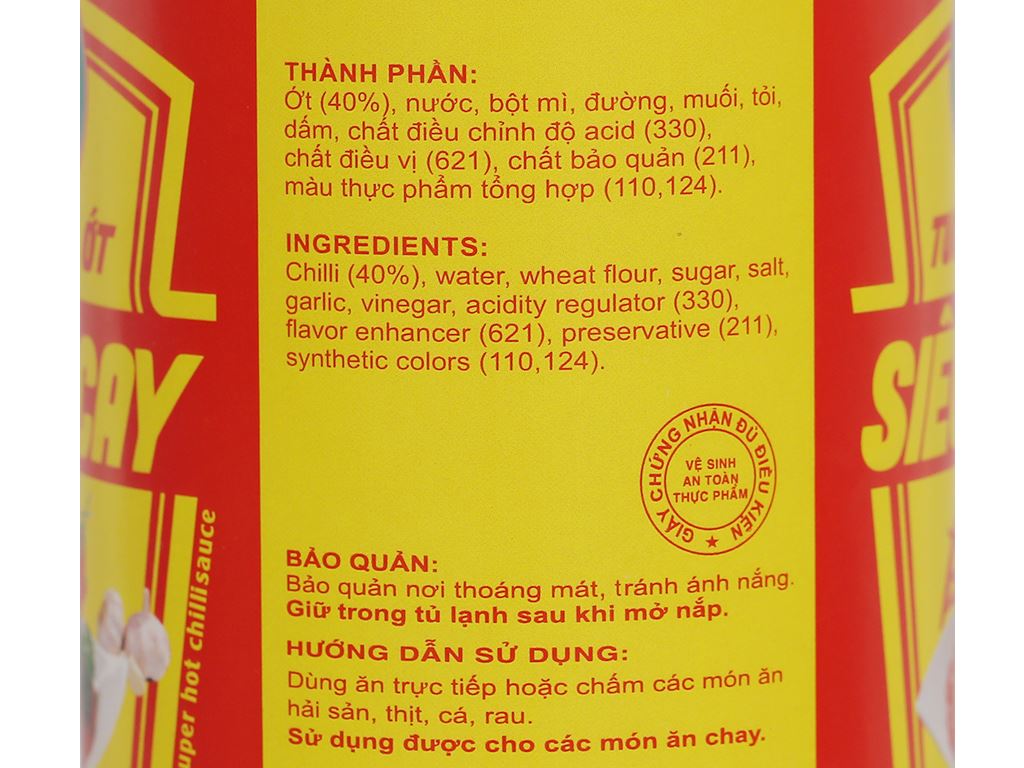 THÀNH PHẦN:
Ớt (40%), nước, bột mì, đường, muối, tỏi,
dấm, chất điều chỉnh độ acid (330),
chất điều vị (621), chất bảo quản (211),
màu thực phẩm tổng hợp (110,124).
INGREDIENTS:
Chilli (40%), water, wheat flour, sugar, salt,
garlic, vinegar, acidity regulator (330),
flavor enhancer (621), preservative (211),
synthetic colors (110,124).
GIẤY CHỨNG NHẬN ĐỦ ĐIỀU KIỆN
VỆ SINH
AN TOÀN
THỰC PHẨM
BẢO QUẢN:
Bảo quản nơi thoáng mát, tránh ánh nắng.
Giữ trong tủ lạnh sau khi mở nắp.
HƯỚNG DẪN SỬ DỤNG:
Dùng ăn trực tiếp hoặc chấm các món ăn
hải sản, thịt, cá, rau.
Sử dụng được cho các món ăn chay.
ỚT
CAY
hot chilli sauce